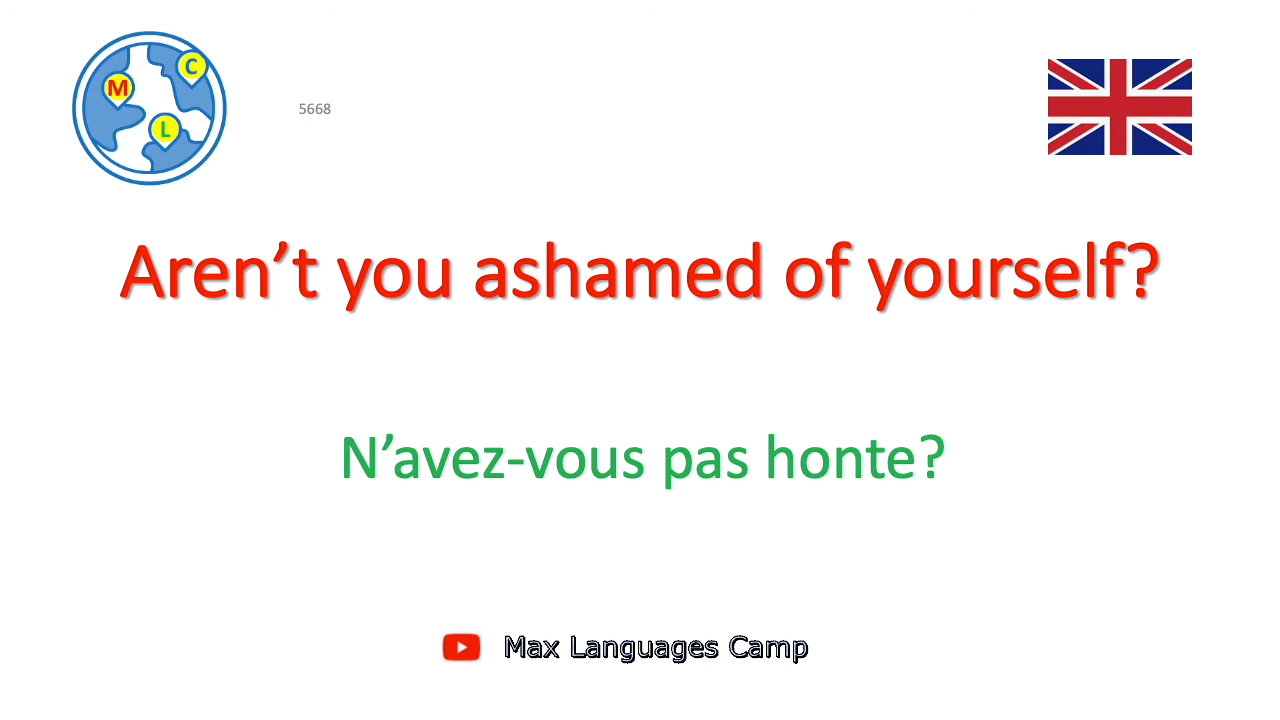 M
C
L
5668
Aren’t you ashamed of yourself?
N’avez-vous pas honte?
Max Languages Camp